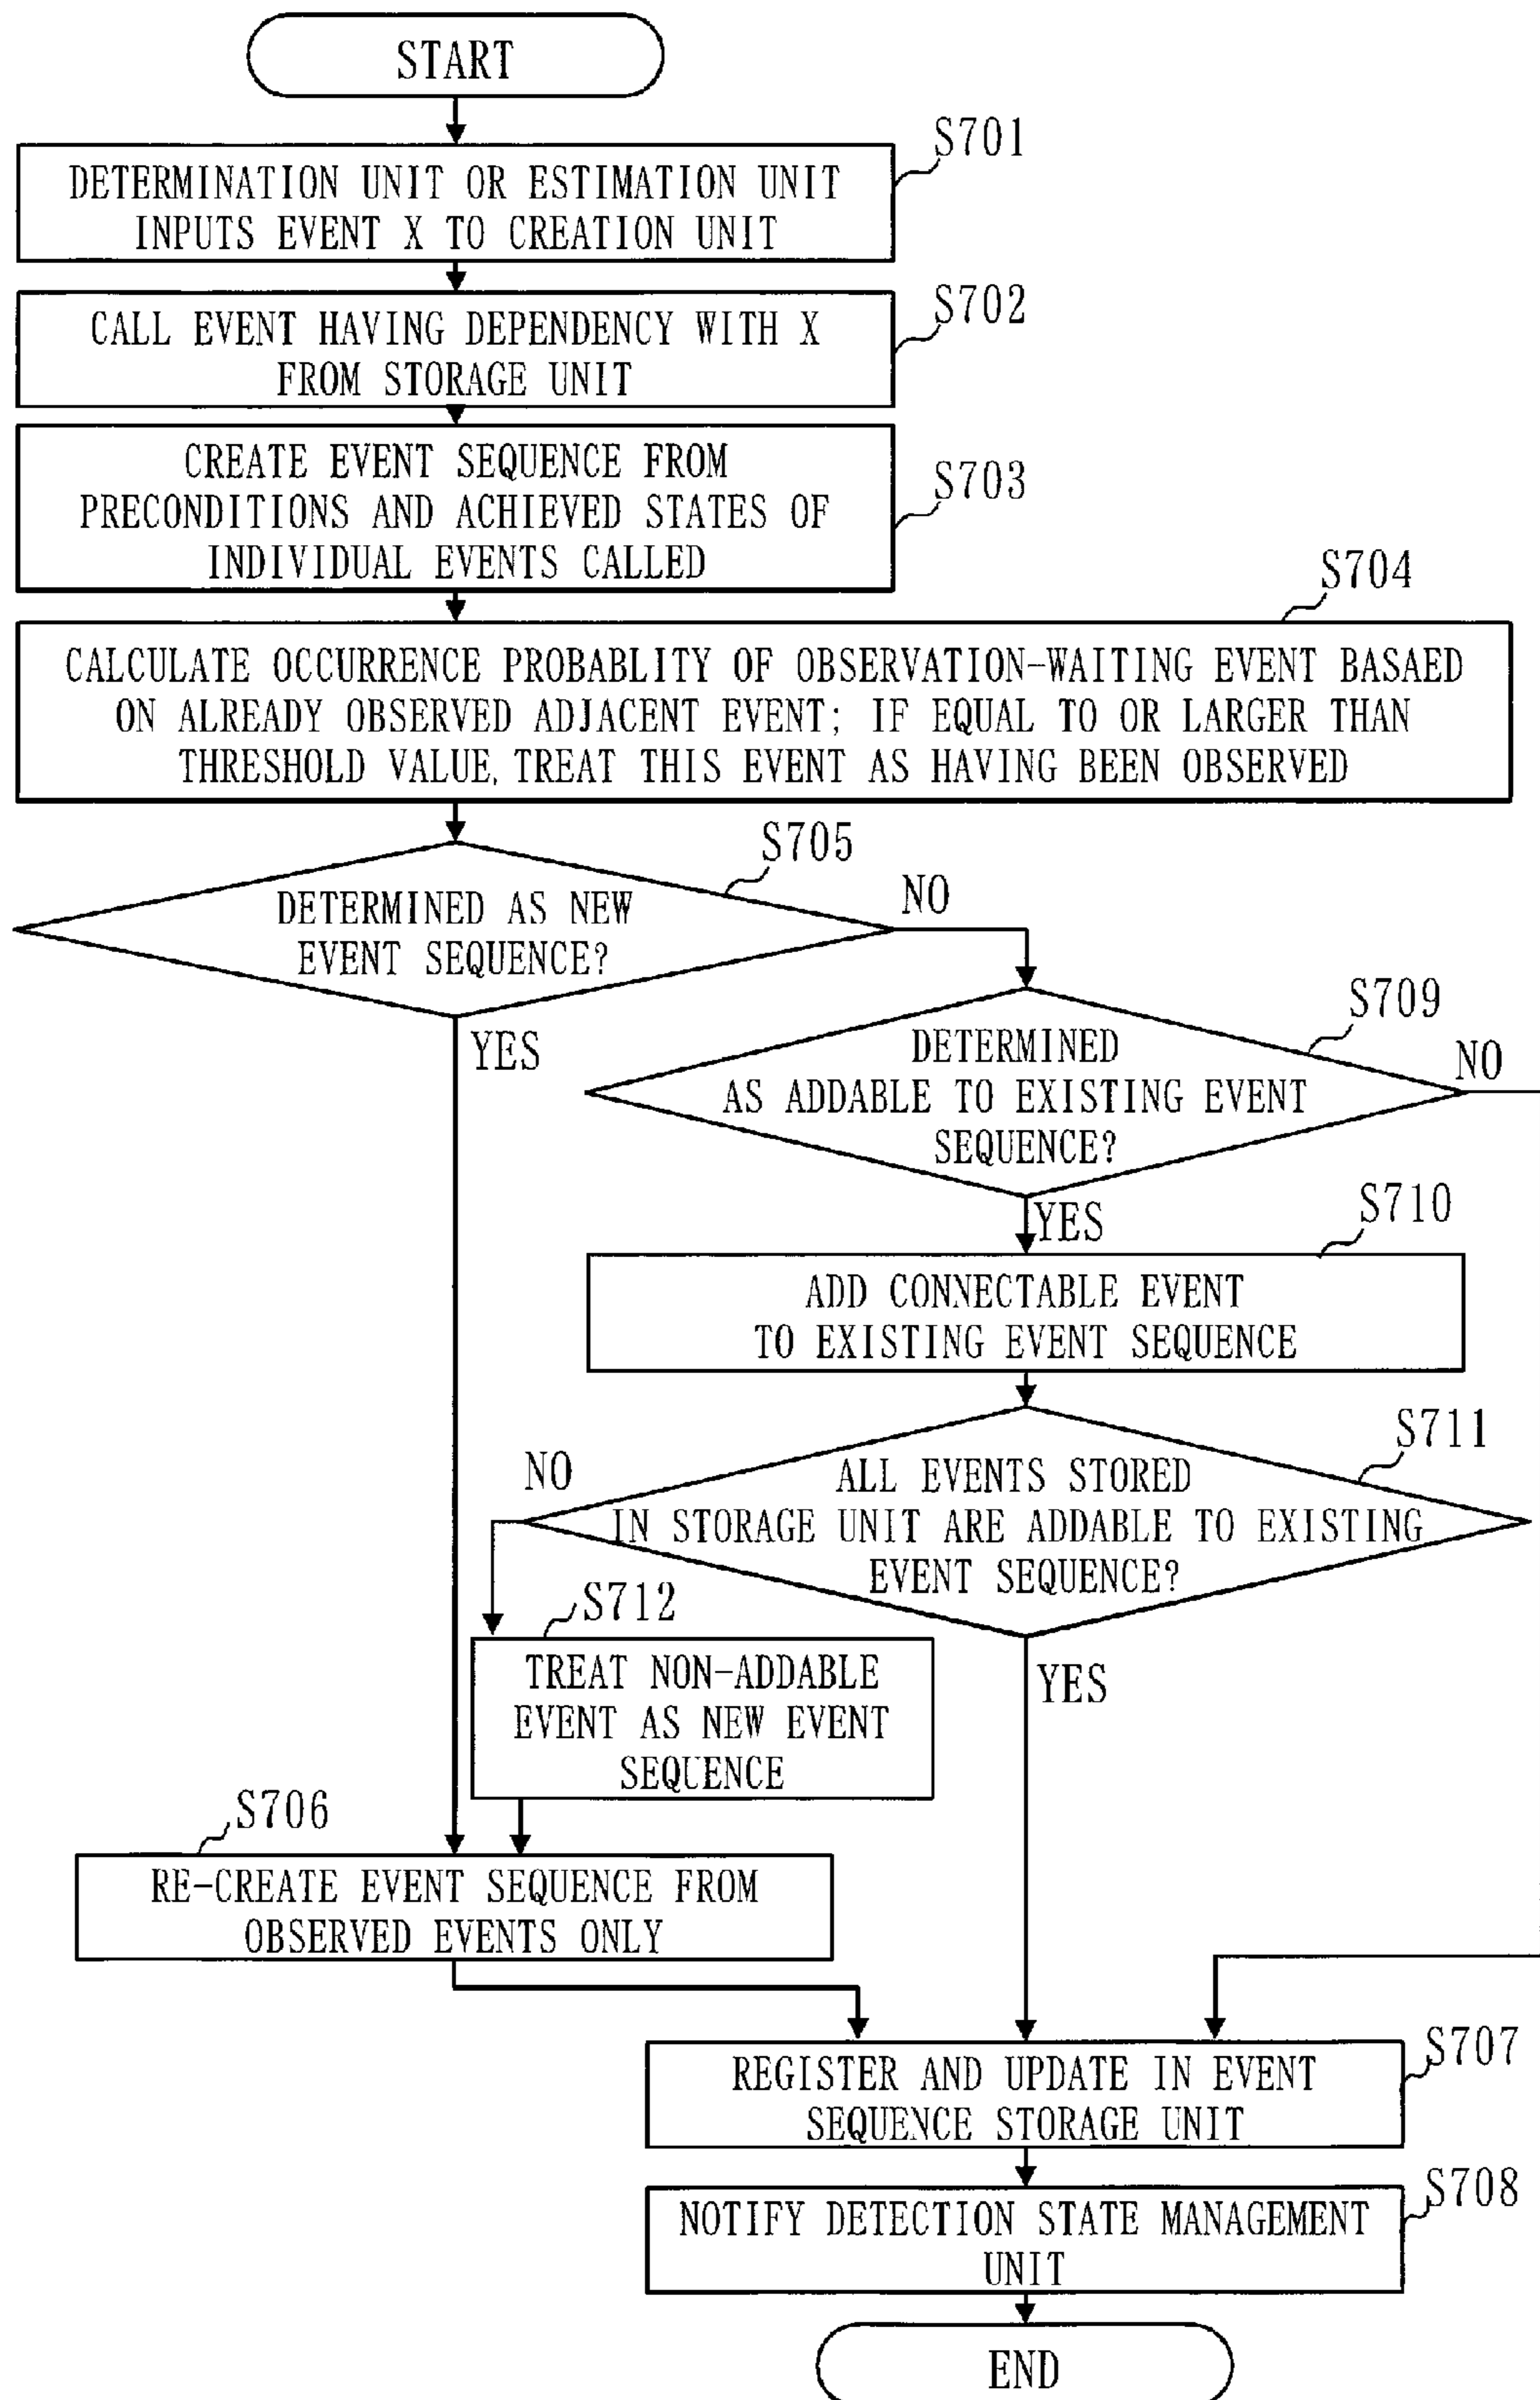 START
S701
DETERMINATION UNIT OR ESTIMATION UNIT
INPUTS EVENT X TO CREATION UNIT
S702
CALL EVENT HAVING DEPENDENCY WITH X
FROM STORAGE UNIT
S703
CREATE EVENT SEQUENCE FROM
PRECONDITIONS AND ACHIEVED STATES OF
INDIVIDUAL EVENTS CALLED
S704
CALCULATE OCCURRENCE PROBABLITY OF OBSERVATION-WAITING EVENT BASAED
ON ALREADY OBSERVED ADJACENT EVENT; IF EQUAL TO OR LARGER THAN
THRESHOLD VALUE, TREAT THIS EVENT AS HAVING BEEN OBSERVED
S705
DETERMINED AS NEW
EVENT SEQUENCE?
NO
YES
S709
DETERMINED
AS ADDABLE TO EXISTING EVENT
SEQUENCE?
NO
YES
S710
ADD CONNECTABLE EVENT
TO EXISTING EVENT SEQUENCE
S711
ALL EVENTS STORED
IN STORAGE UNIT ARE ADDABLE TO EXISTING
EVENT SEQUENCE?
NO
YES
S712
TREAT NON-ADDABLE
EVENT AS NEW EVENT
SEQUENCE
S706
RE-CREATE EVENT SEQUENCE FROM
OBSERVED EVENTS ONLY
S707
REGISTER AND UPDATE IN EVENT
SEQUENCE STORAGE UNIT
S708
NOTIFY DETECTION STATE MANAGEMENT
UNIT
END